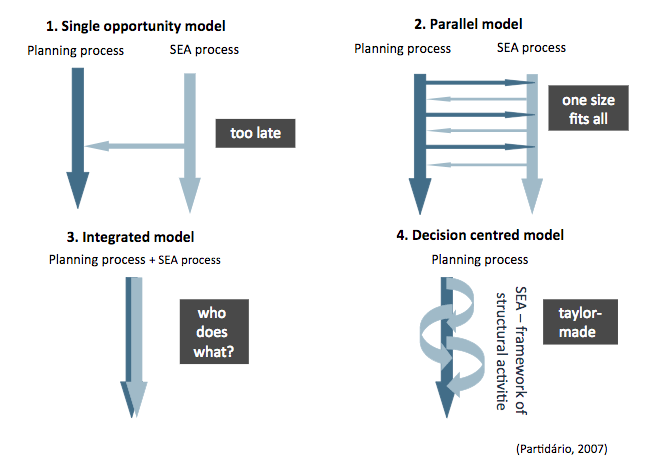 1. Single opportunity model
Planning process
SEA process
too late
2. Parallel model
Planning process
SEA process
one size
fits all
3. Integrated model
Planning process + SEA process
who
does
what?
4. Decision centred model
Planning process
SEA – framework of
structural activitie
taylor-
made
(Partidário, 2007)